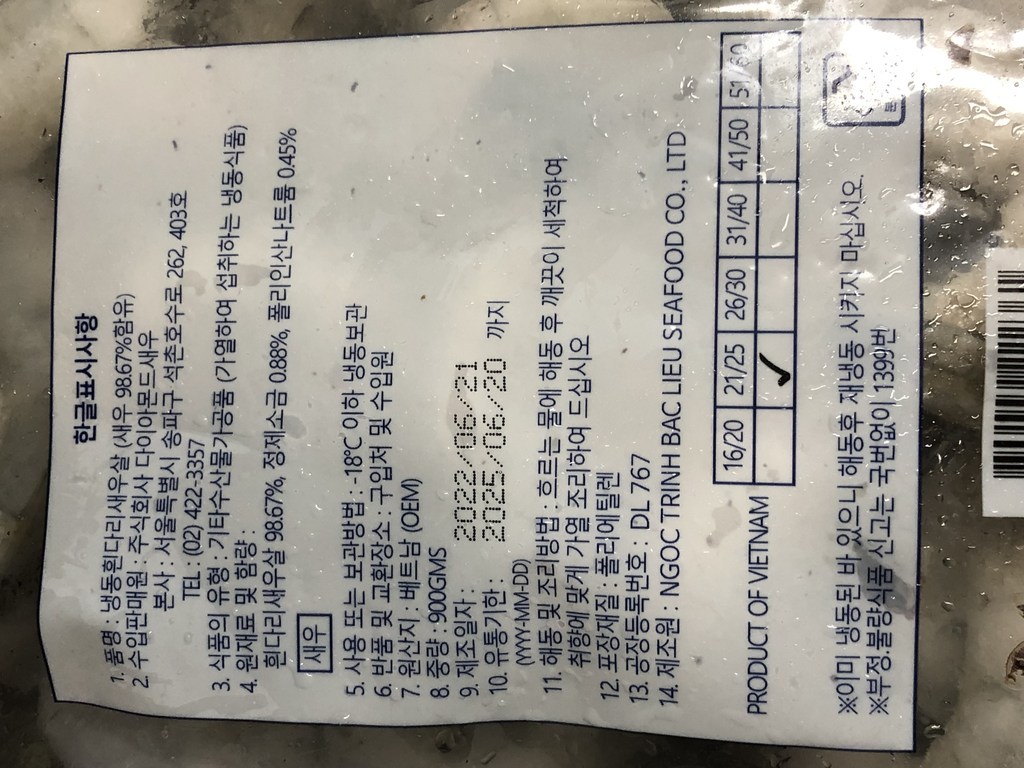 한글표시사항
1. 품명 : 냉동흰다리새우살 (새우 98.67%함유)
2. 수입판매원 : 주식회사 다이아몬드새우
본사 : 서울특별시 송파구 석촌호수로 262, 403호
TEL : (02) 422-3357
3. 식품의 유형 : 기타수산물가공품 (가열하여 섭취하는 냉동식품)
4. 원재료 및 함량 :
흰다리새우살 98.67%, 정제소금 0.88%, 폴리인산나트륨 0.45%
새우
5. 사용 또는 보관방법 : -18℃ 이하 냉동보관
6. 반품 및 교환장소 : 구입처 및 수입원
7. 원산지 : 베트남 (OEM)
8. 중량 : 900GMS
9. 제조일자 : 2022/06/21
10. 유통기한 : 2025/06/20 까지
(YYYY-MM-DD)
11. 해동 및 조리방법 : 흐르는 물에 해동 후 깨끗이 세척하여
취향에 맞게 가열 조리하여 드십시오
12. 포장재질 : 폴리에틸렌
13. 공장등록번호 : DL 767
14. 제조원 : NGOC TRINH BAC LIEU SEAFOOD CO., LTD
PRODUCT OF VIETNAM 16/20 21/25 26/30 31/40 41/50 51/60
※이미 냉동된 바 있으니 해동후 재냉동 시키지 마십시오.
※부정.불량식품 신고는 국번없이 1399번